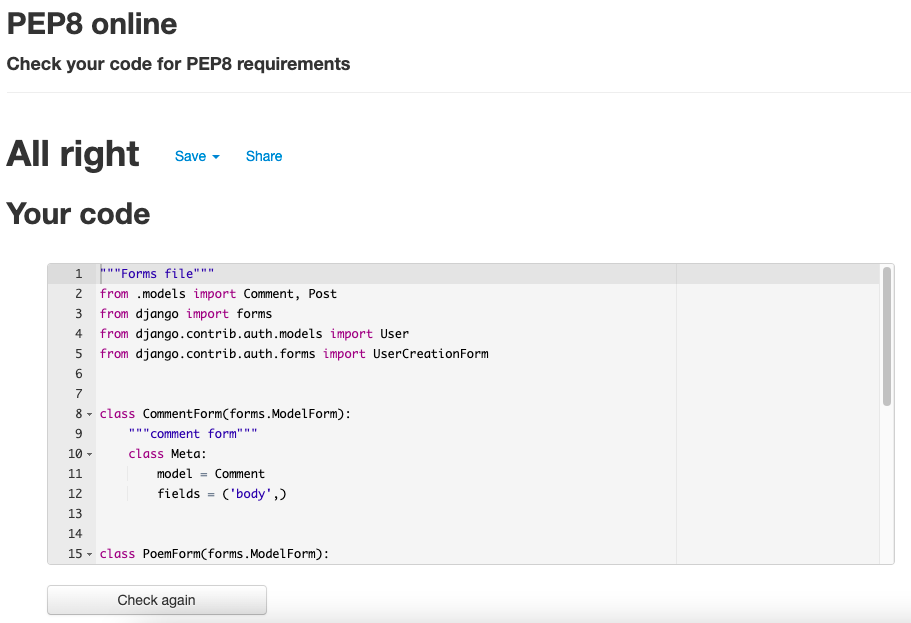 PEP8 online
Check your code for PEP8 requirements
All right Save Share
Your code
1 """Forms file"""
2 from .models import Comment, Post
3 from django import forms
4 from django.contrib.auth.models import User
5 from django.contrib.auth.forms import UserCreationForm
6
7
8 class CommentForm(forms.ModelForm):
9     """comment form"""
10     class Meta:
11         model = Comment
12         fields = ('body',)
13
14
15 class PoemForm(forms.ModelForm):
Check again